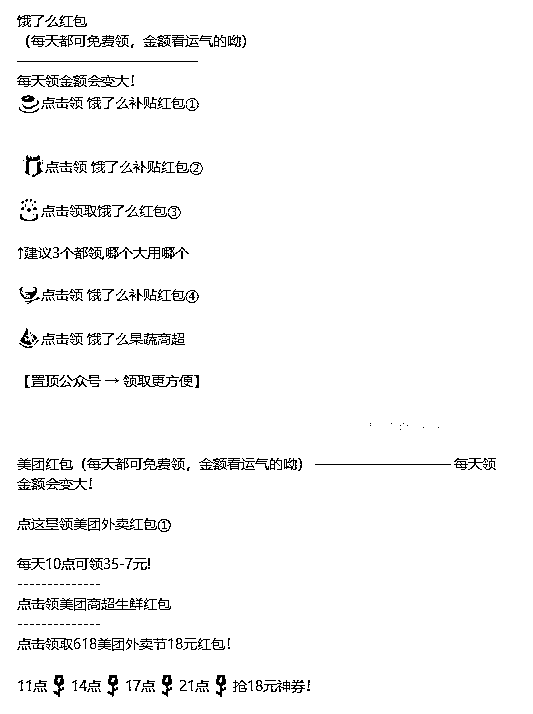 饿了么红包
（每天都可免费领，金额看运气的呦）
————————————
每天领金额会变大！
点击领 饿了么补贴红包①
点击领 饿了么补贴红包②
点击领取饿了么红包③
↑建议3个都领,哪个大用哪个
点击领 饿了么补贴红包④
点击领 饿了么果蔬商超
【置顶公众号 → 领取更方便】
美团红包（每天都可免费领，金额看运气的呦） ————————— 每天领
金额会变大！
点这里领美团外卖红包①
每天10点可领35-7元!
--------------
点击领美团商超生鲜红包
--------------
点击领取618美团外卖节18元红包！
11点 14点 17点 21点 抢18元神券！